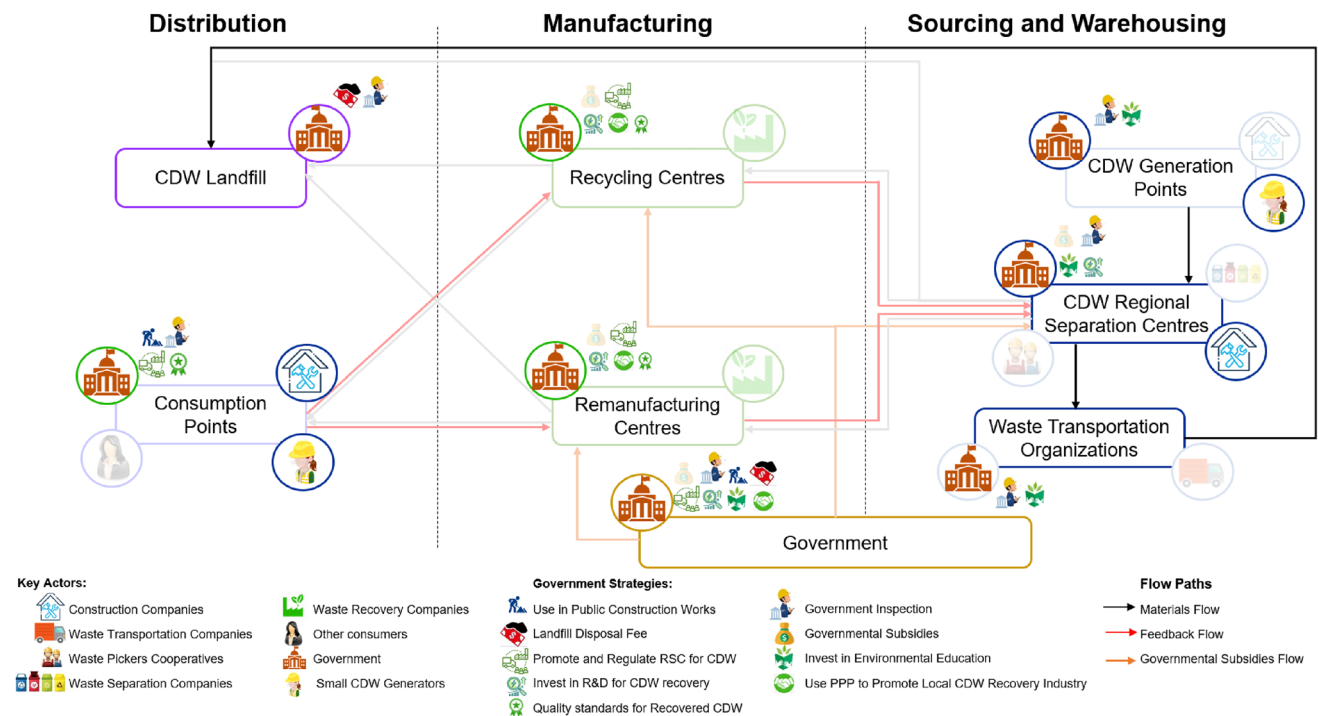 Distribution
Manufacturing
Sourcing and Warehousing
CDW Landfill
Recycling Centres
CDW Generation
Points
CDW Regional
Separation Centres
Consumption
Points
Remanufacturing
Centres
Waste Transportation
Organizations
Government
Key Actors:
Construction Companies
Waste Transportation Companies
Waste Pickers Cooperatives
Waste Separation Companies
Waste Recovery Companies
Other consumers
Government
Small CDW Generators
Government Strategies:
Use in Public Construction Works
Landfill Disposal Fee
Promote and Regulate RSC for CDW
Invest in R&D for CDW recovery
Quality standards for Recovered CDW
Government Inspection
Governmental Subsidies
Invest in Environmental Education
Use PPP to Promote Local CDW Recovery Industry
Flow Paths
Materials Flow
Feedback Flow
Governmental Subsidies Flow